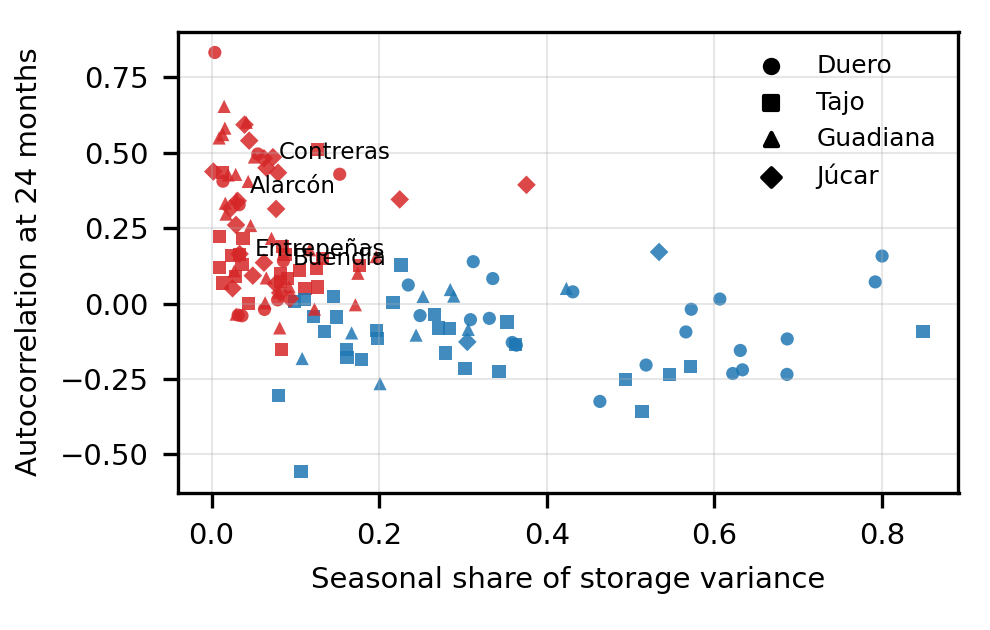 Autocorrelation at 24 months
0.75
0.50
0.25
0.00
−0.25
−0.50
Duero
Tajo
Guadiana
Júcar
Contreras
Alarcón
Entrepeñas
Buendía
0.0
0.2
0.4
0.6
0.8
Seasonal share of storage variance